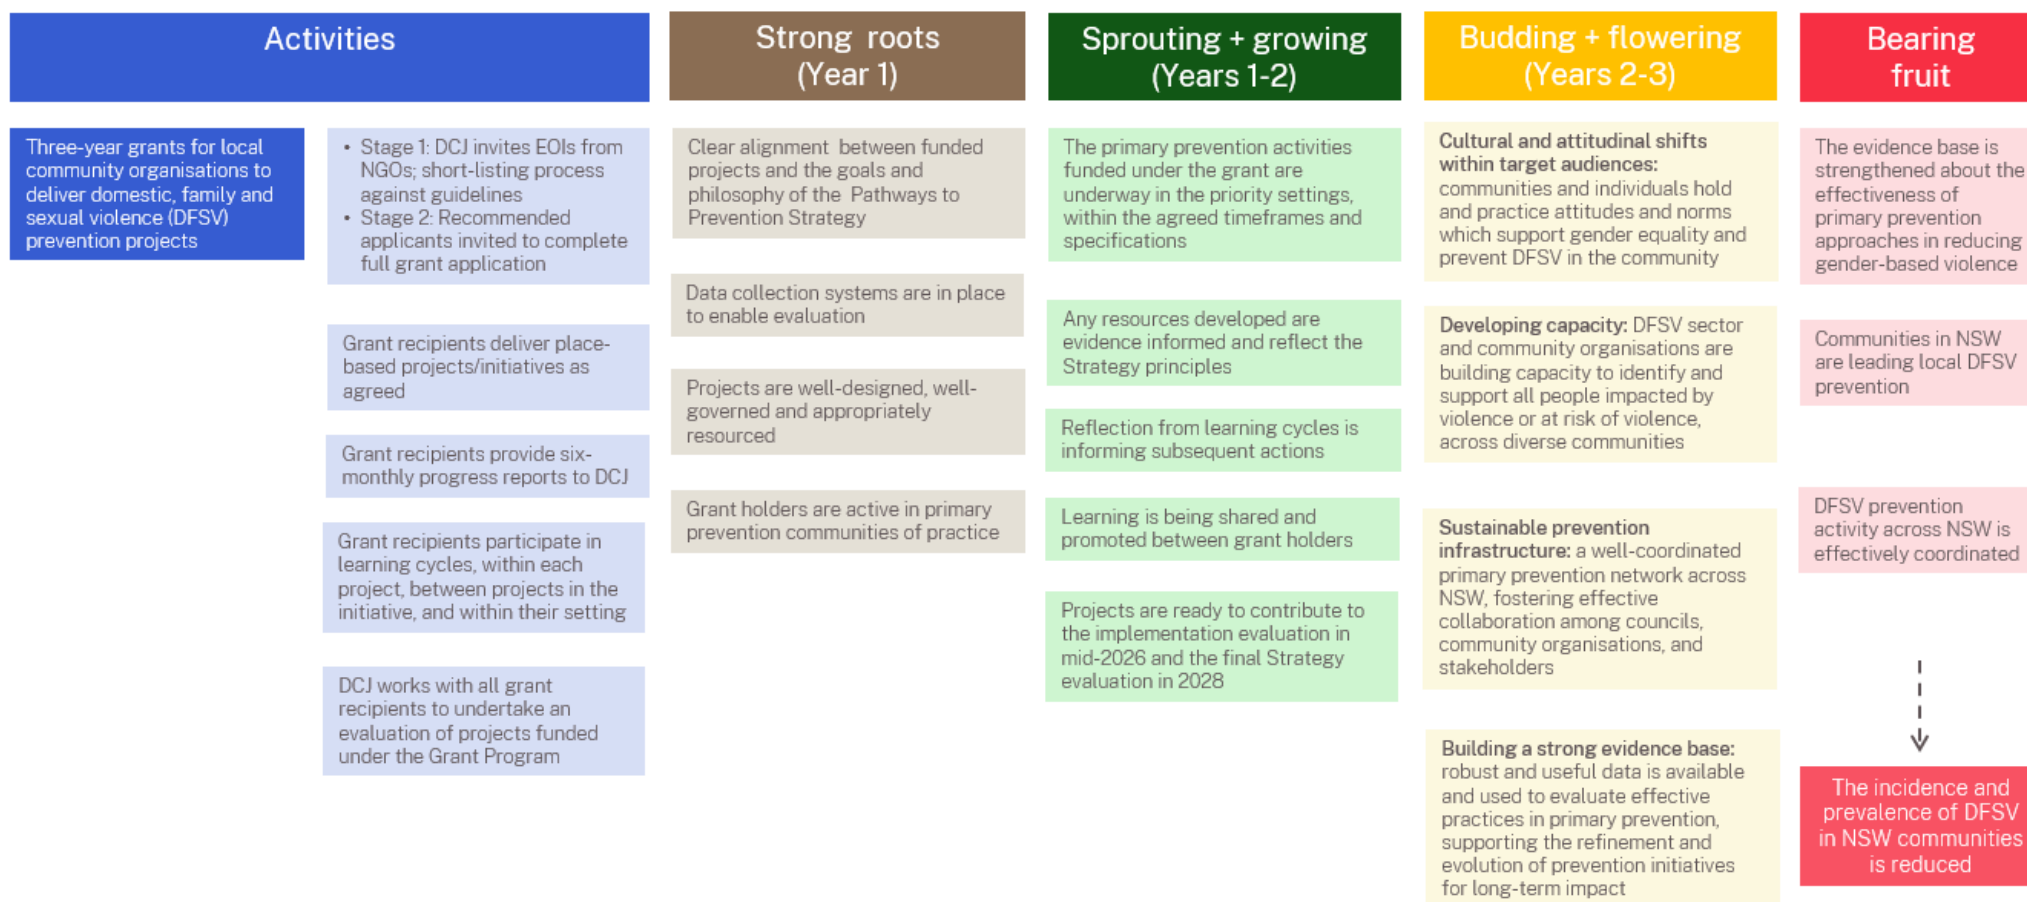 Activities
Strong roots
(Year 1)
Sprouting + growing
(Years 1-2)
Budding + flowering
(Years 2-3)
Bearing
fruit
Three-year grants for local
community organisations to
deliver domestic, family and
sexual violence (DFSV)
prevention projects
• Stage 1: DCJ invites EOIs from
NGOs; short-listing process
against guidelines
• Stage 2: Recommended
applicants invited to complete
full grant application
Grant recipients deliver place-
based projects/initiatives as
agreed
Grant recipients provide six-
monthly progress reports to DCJ
Grant recipients participate in
learning cycles, within each
project, between projects in the
initiative, and within their setting
DCJ works with all grant
recipients to undertake an
evaluation of projects funded
under the Grant Program
Clear alignment between funded
projects and the goals and
philosophy of the Pathways to
Prevention Strategy
Data collection systems are in place
to enable evaluation
Projects are well-designed, well-
governed and appropriately
resourced
Grant holders are active in primary
prevention communities of practice
The primary prevention activities
funded under the grant are
underway in the priority settings,
within the agreed timeframes and
specifications
Any resources developed are
evidence informed and reflect the
Strategy principles
Reflection from learning cycles is
informing subsequent actions
Learning is being shared and
promoted between grant holders
Projects are ready to contribute to
the implementation evaluation in
mid-2026 and the final Strategy
evaluation in 2028
Cultural and attitudinal shifts
within target audiences:
communities and individuals hold
and practice attitudes and norms
which support gender equality and
prevent DFSV in the community
Developing capacity: DFSV sector
and community organisations are
building capacity to identify and
support all people impacted by
violence or at risk of violence,
across diverse communities
Sustainable prevention
infrastructure: a well-coordinated
primary prevention network across
NSW, fostering effective
collaboration among councils,
community organisations, and
stakeholders
Building a strong evidence base:
robust and useful data is available
and used to evaluate effective
practices in primary prevention,
supporting the refinement and
evolution of prevention initiatives
for long-term impact
The evidence base is
strengthened about the
effectiveness of
primary prevention
approaches in reducing
gender-based violence
Communities in NSW
are leading local DFSV
prevention
DFSV prevention
activity across NSW is
effectively coordinated
The incidence and
prevalence of DFSV
in NSW communities
is reduced